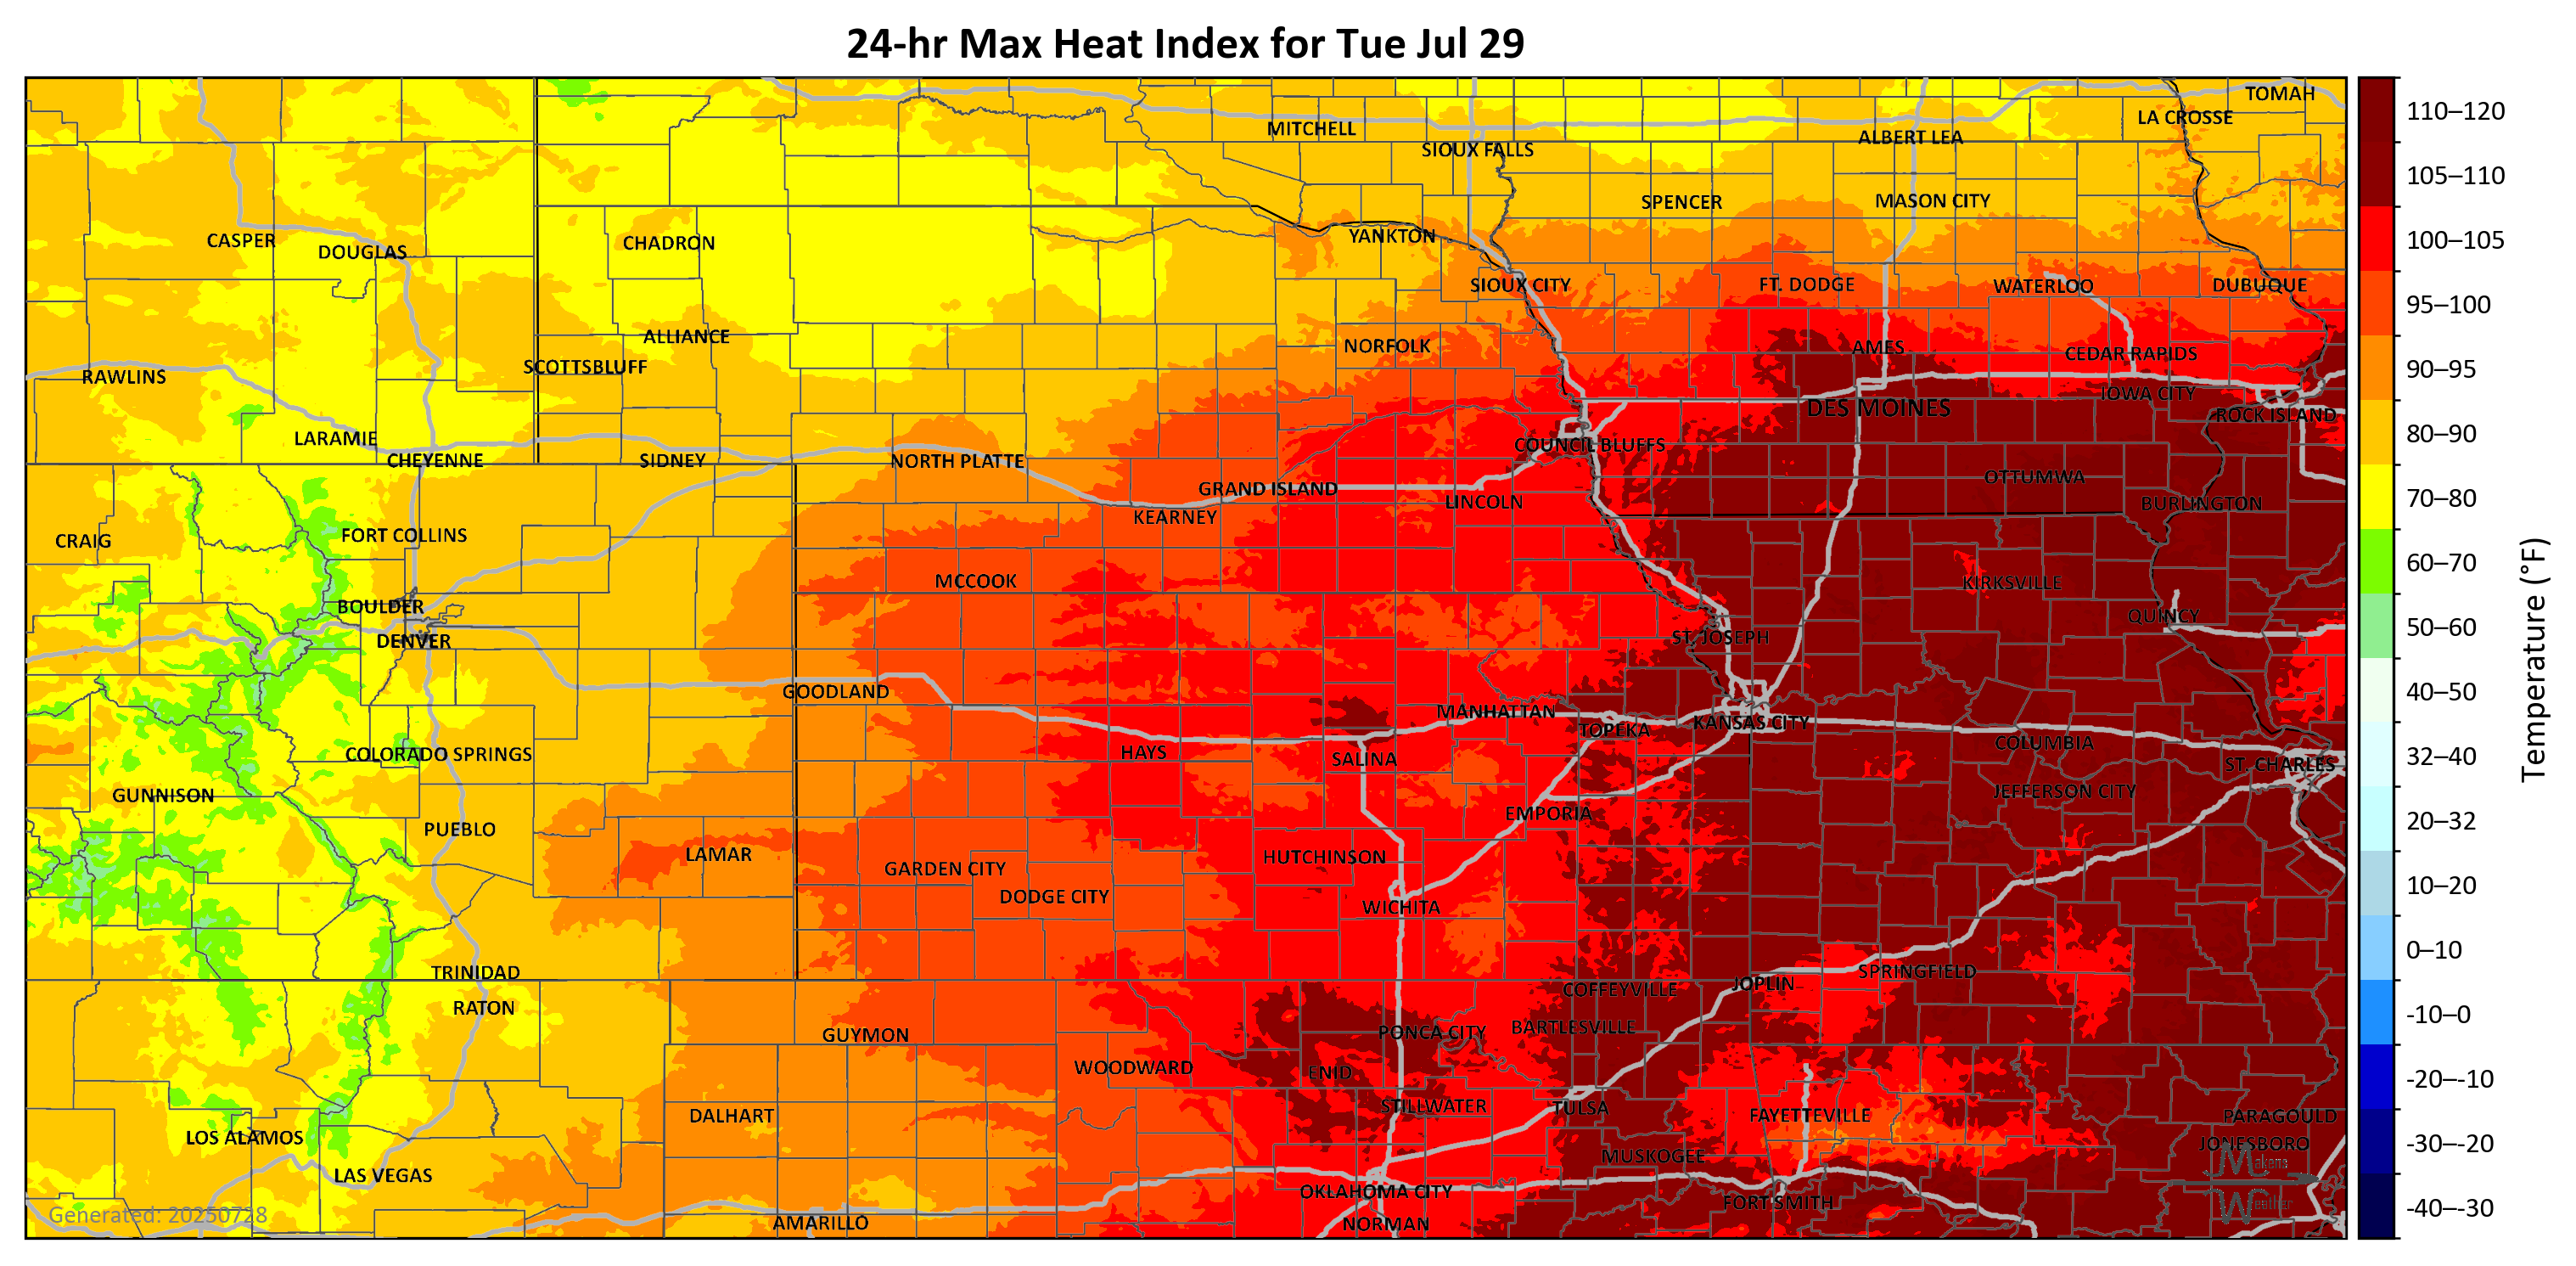 24-hr Max Heat Index for Tue Jul 29
TOMAH
LA CROSSE
MITCHELL
ALBERT LEA
SIOUX FALLS
SPENCER
MASON CITY
CASPER
DOUGLAS
CHADRON
YANKTON
SIOUX CITY
FT. DODGE
WATERLOO
DUBUQUE
ALLIANCE
NORFOLK
AMES
CEDAR RAPIDS
SCOTTSBLUFF
RAWLINS
IOWA CITY
DES MOINES
ROCK ISLAND
LARAMIE
COUNCIL BLUFFS
CHEYENNE
SIDNEY
NORTH PLATTE
OTTUMWA
GRAND ISLAND
LINCOLN
BURLINGTON
KEARNEY
FORT COLLINS
CRAIG
MCCOOK
KIRKSVILLE
BOULDER
QUINCY
DENVER
ST. JOSEPH
GOODLAND
MANHATTAN
TOPEKA
KANSAS CITY
COLUMBIA
HAYS
COLORADO SPRINGS
SALINA
ST. CHARLES
GUNNISON
JEFFERSON CITY
EMPORIA
PUEBLO
LAMAR
HUTCHINSON
GARDEN CITY
DODGE CITY
WICHITA
TRINIDAD
SPRINGFIELD
JOPLIN
COFFEYVILLE
RATON
BARTLESVILLE
PONCA CITY
GUYMON
WOODWARD
ENID
STILLWATER
TULSA
DALHART
FAYETTEVILLE
PARAGOULD
LOS ALAMOS
JONESBORO
MUSKOGEE
LAS VEGAS
OKLAHOMA CITY
FORT SMITH
AMARILLO
NORMAN
Makens
Weather
Generated: 20250728
110–120
105–110
100–105
95–100
90–95
80–90
70–80
60–70
50–60
40–50
32–40
20–32
10–20
0–10
-10–0
-20–-10
-30–-20
-40–-30
Temperature (°F)